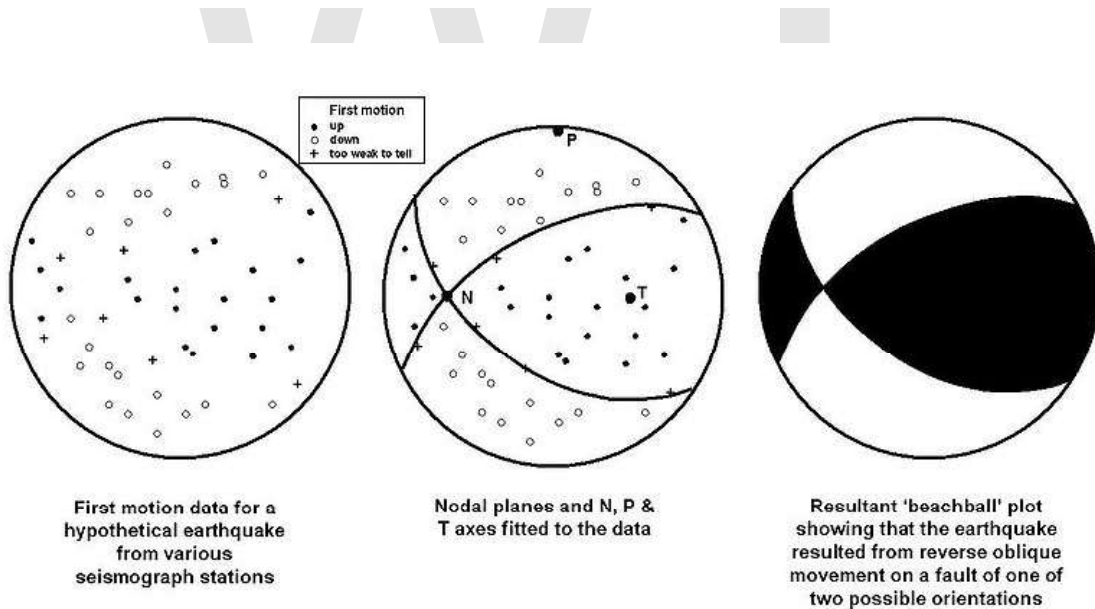 First motion
up
down
too weak to tell
P
N
T
First motion data for a
hypothetical earthquake
from various
seismograph stations
Nodal planes and N, P &
T axes fitted to the data
Resultant 'beachball' plot
showing that the earthquake
resulted from reverse oblique
movement on a fault of one of
two possible orientations